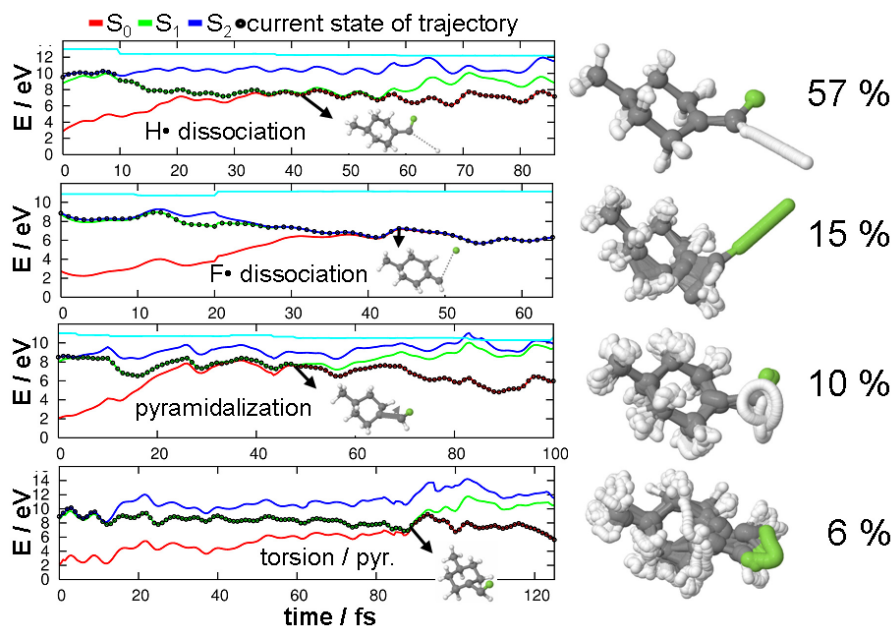 S₀ S₁ S₂ current state of trajectory
E / eV
12
10
8
6
4
2
0
H• dissociation
57 %
0 10 20 30 40 50 60 70 80
E / eV
10
8
6
4
2
0
F• dissociation
15 %
0 10 20 30 40 50 60
E / eV
10
8
6
4
2
0
pyramidalization
10 %
0 20 40 60 80 100
E / eV
14
12
10
8
6
4
2
0
torsion / pyr.
6 %
0 20 40 60 80 100 120
time / fs